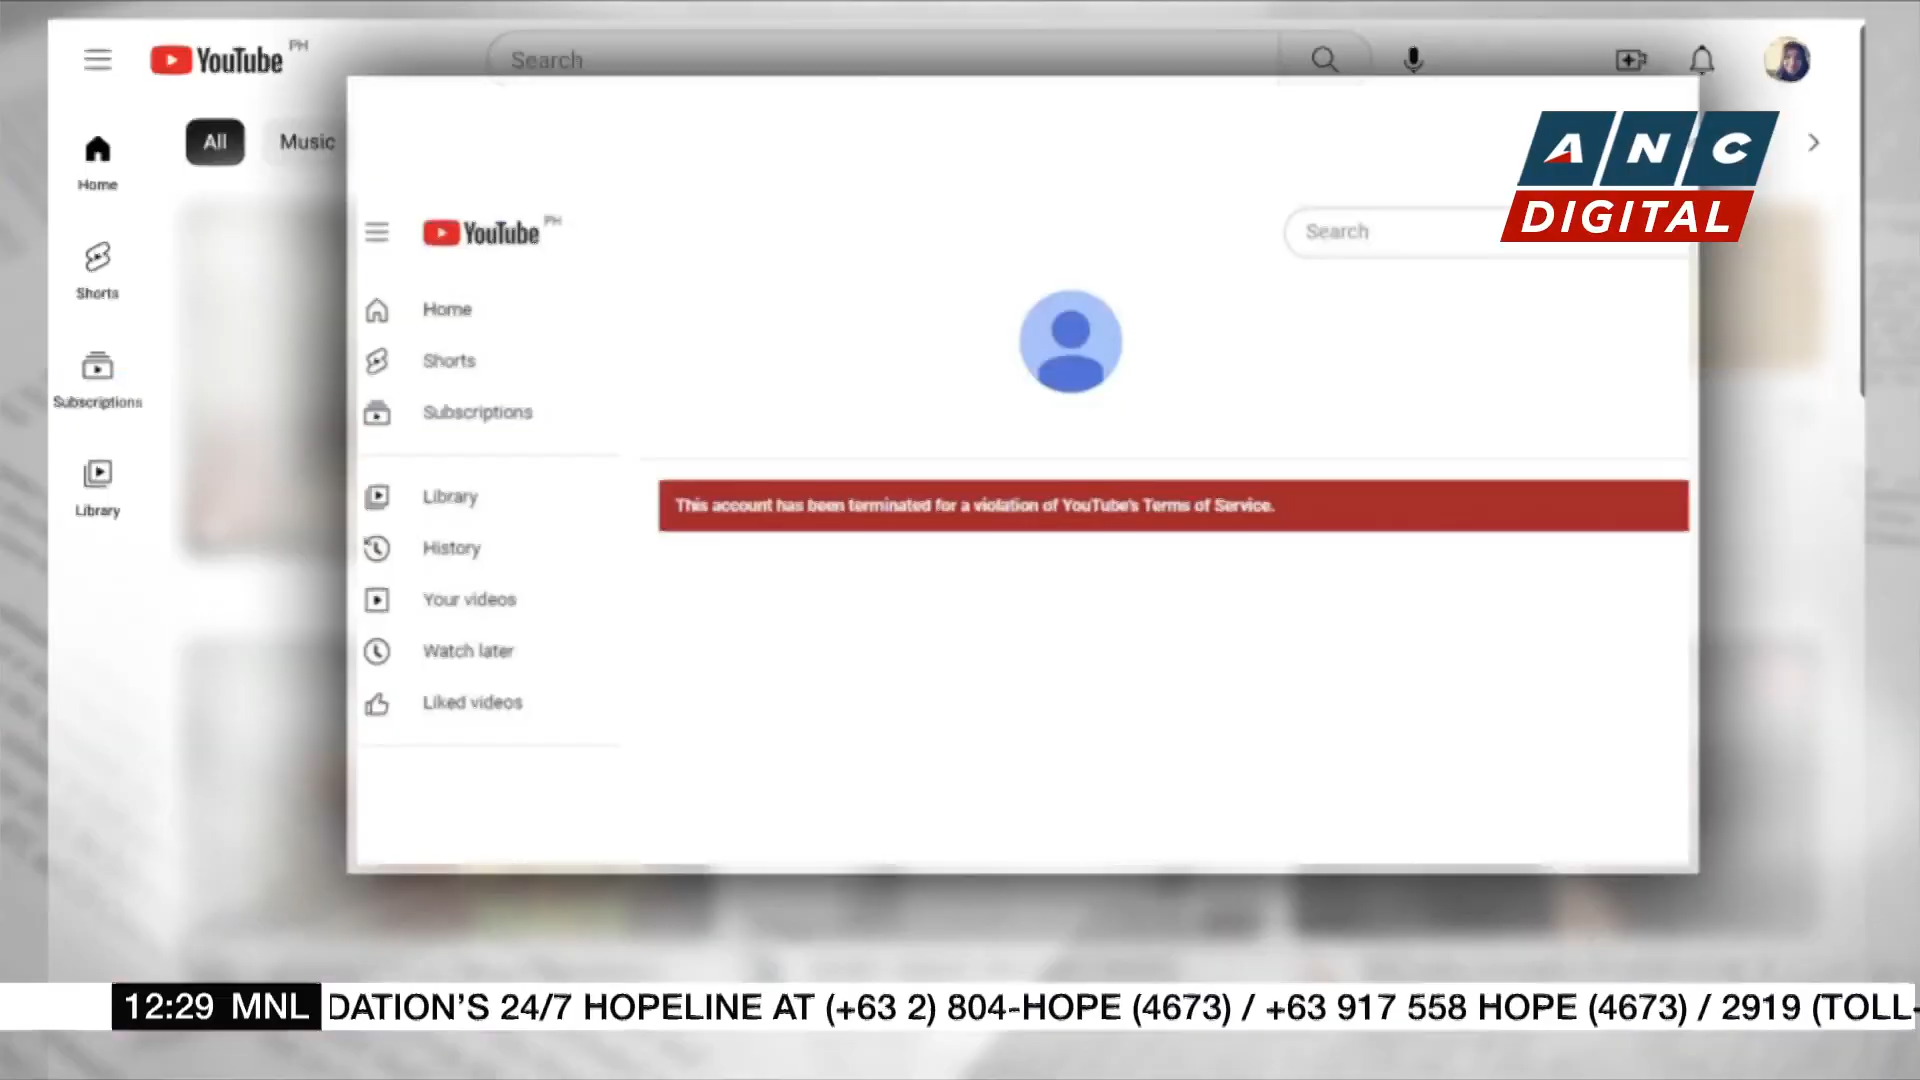 YouTube PH
Search
All
Music
Home
Shorts
Subscriptions
Library
ANC
DIGITAL
YouTube PH
Search
Home
Shorts
Subscriptions
Library
History
Your videos
Watch later
Liked videos
This account has been terminated for a violation of YouTube's Terms of Service.
12:29 MNL
DATION'S 24/7 HOPELINE AT (+63 2) 804-HOPE (4673) / +63 917 558 HOPE (4673) / 2919 (TOLL-